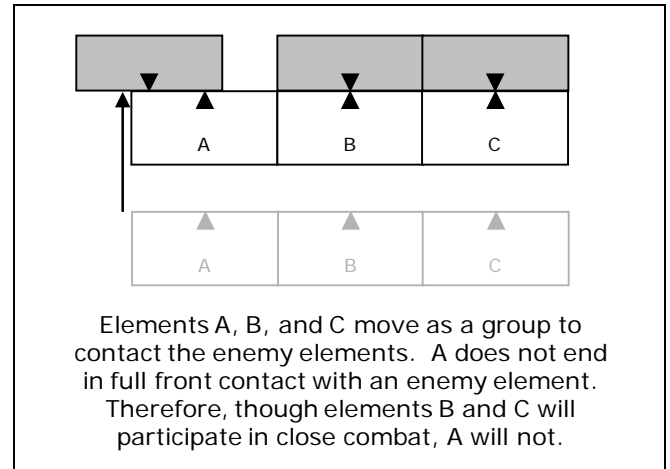 A B C
A B C
Elements A, B, and C move as a group to
contact the enemy elements.  A does not end
in full front contact with an enemy element.
Therefore, though elements B and C will
participate in close combat, A will not.